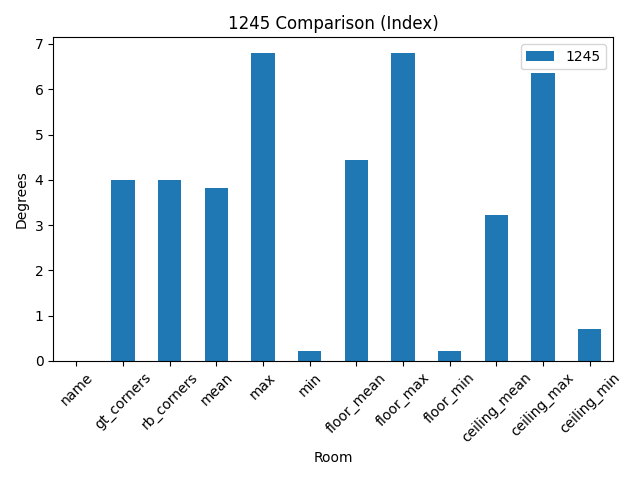 1245 Comparison (Index)
1245
Degrees
7
6
5
4
3
2
1
0
name
gt_corners
rb_corners
mean
max
min
floor_mean
floor_max
floor_min
ceiling_mean
ceiling_max
ceiling_min
Room